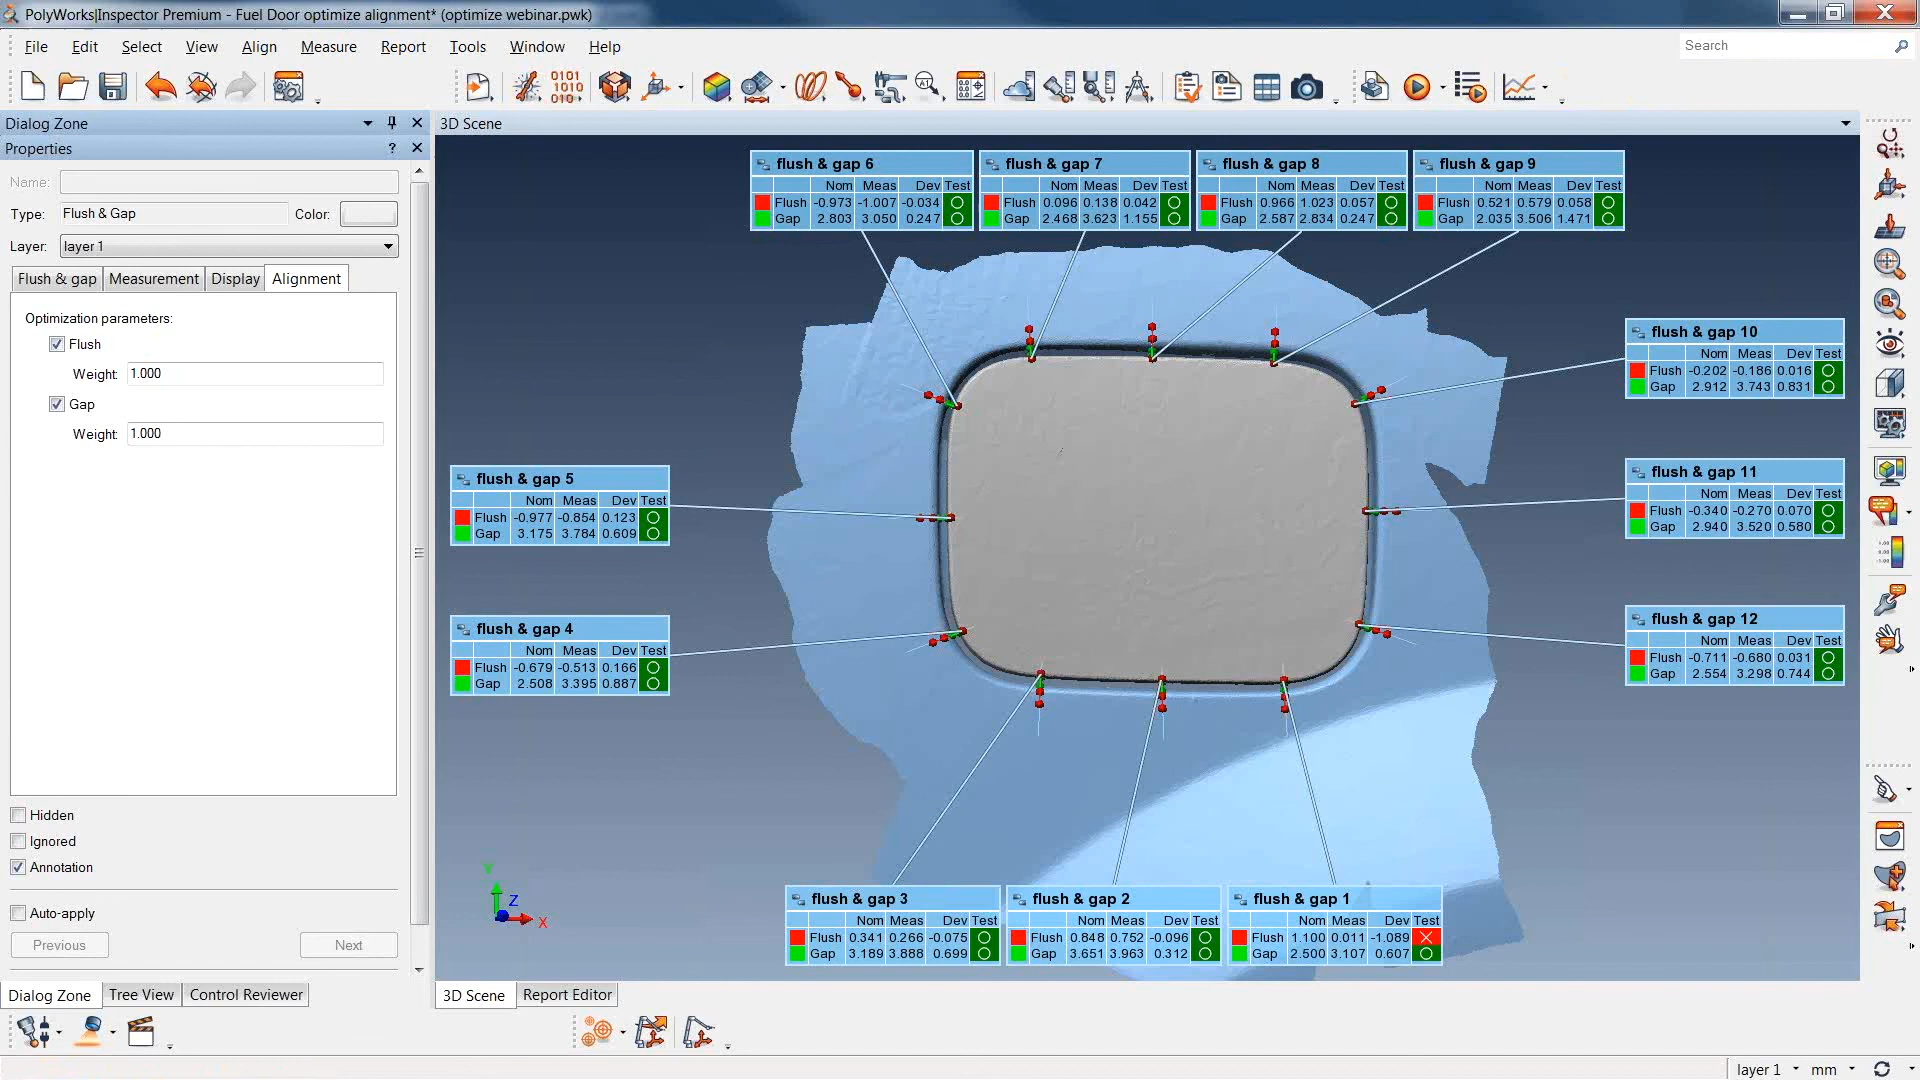 PolyWorks|Inspector Premium - Fuel Door optimize alignment* (optimize webinar.pwk)
File Edit Select View Align Measure Report Tools Window Help
Search
Dialog Zone
Properties
Name:
Type: Flush & Gap Color:
Layer: layer 1
Flush & gap Measurement Display Alignment
Optimization parameters:
Flush
Weight: 1.000
Gap
Weight: 1.000
Hidden
Ignored
Annotation
Auto-apply
Previous Next
Dialog Zone Tree View Control Reviewer
3D Scene
flush & gap 6
Nom Meas Dev Test
Flush -0.973 -1.007 -0.034
Gap 2.803 3.050 0.247
flush & gap 7
Nom Meas Dev Test
Flush 0.096 0.138 0.042
Gap 2.468 3.623 1.155
flush & gap 8
Nom Meas Dev Test
Flush 0.966 1.023 0.057
Gap 2.587 2.834 0.247
flush & gap 9
Nom Meas Dev Test
Flush 0.521 0.579 0.058
Gap 2.035 3.506 1.471
flush & gap 10
Nom Meas Dev Test
Flush -0.202 -0.186 0.016
Gap 2.912 3.743 0.831
flush & gap 5
Nom Meas Dev Test
Flush -0.977 -0.854 0.123
Gap 3.175 3.784 0.609
flush & gap 11
Nom Meas Dev Test
Flush -0.340 -0.270 0.070
Gap 2.940 3.520 0.580
flush & gap 4
Nom Meas Dev Test
Flush -0.679 -0.513 0.166
Gap 2.508 3.395 0.887
flush & gap 12
Nom Meas Dev Test
Flush -0.711 -0.680 0.031
Gap 2.554 3.298 0.744
Y
Z
X
flush & gap 3
Nom Meas Dev Test
Flush 0.341 0.266 -0.075
Gap 3.189 3.888 0.699
flush & gap 2
Nom Meas Dev Test
Flush 0.848 0.752 -0.096
Gap 3.651 3.963 0.312
flush & gap 1
Nom Meas Dev Test
Flush 1.100 0.011 -1.089
Gap 2.500 3.107 0.607
3D Scene Report Editor
layer 1 mm